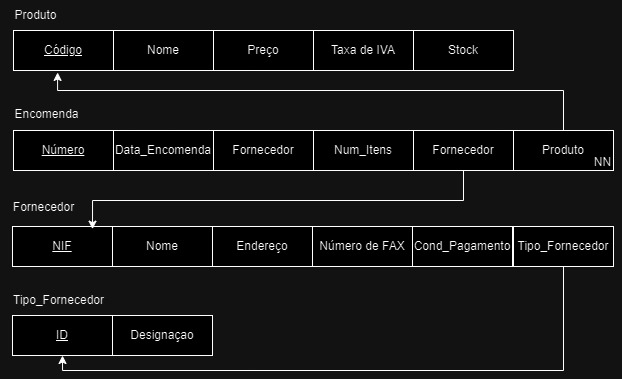 Produto
Código Nome Preço Taxa de IVA Stock
Encomenda
Número Data_Encomenda Fornecedor Num_Itens Fornecedor Produto NN
Fornecedor
NIF Nome Endereço Número de FAX Cond_Pagamento Tipo_Fornecedor
Tipo_Fornecedor
ID Designaçao